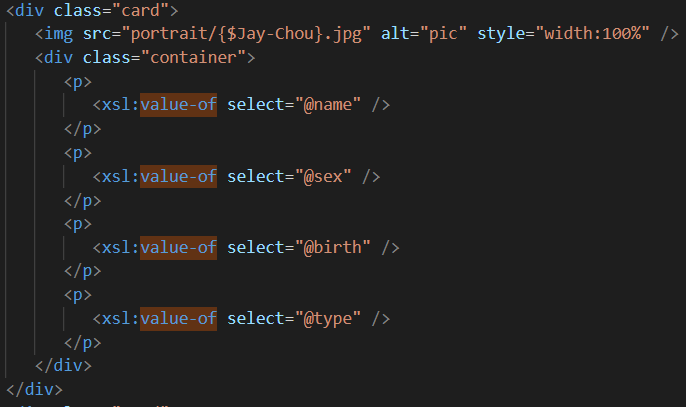 <div class="card">
<img src="portrait/{$Jay-Chou}.jpg" alt="pic" style="width:100%" />
<div class="container">
<p>
<xsl:value-of select="@name" />
</p>
<p>
<xsl:value-of select="@sex" />
</p>
<p>
<xsl:value-of select="@birth" />
</p>
<p>
<xsl:value-of select="@type" />
</p>
</div>
</div>